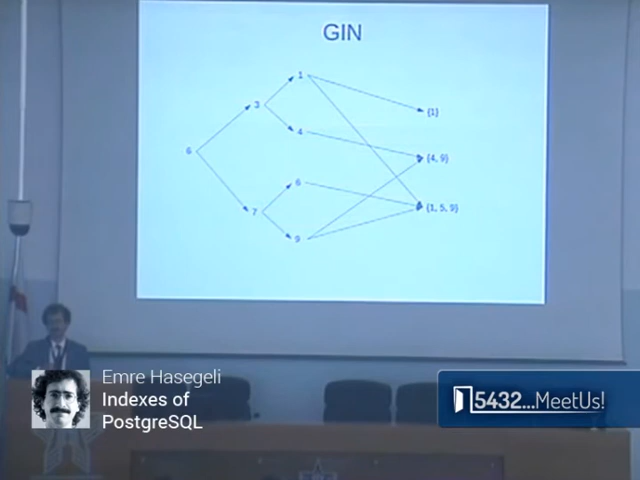 GIN
1
3
{1}
4
6
{4, 9}
6
7
{1, 5, 9}
9
Emre Hasegeli
Indexes of
PostgreSQL
5432...MeetUs!